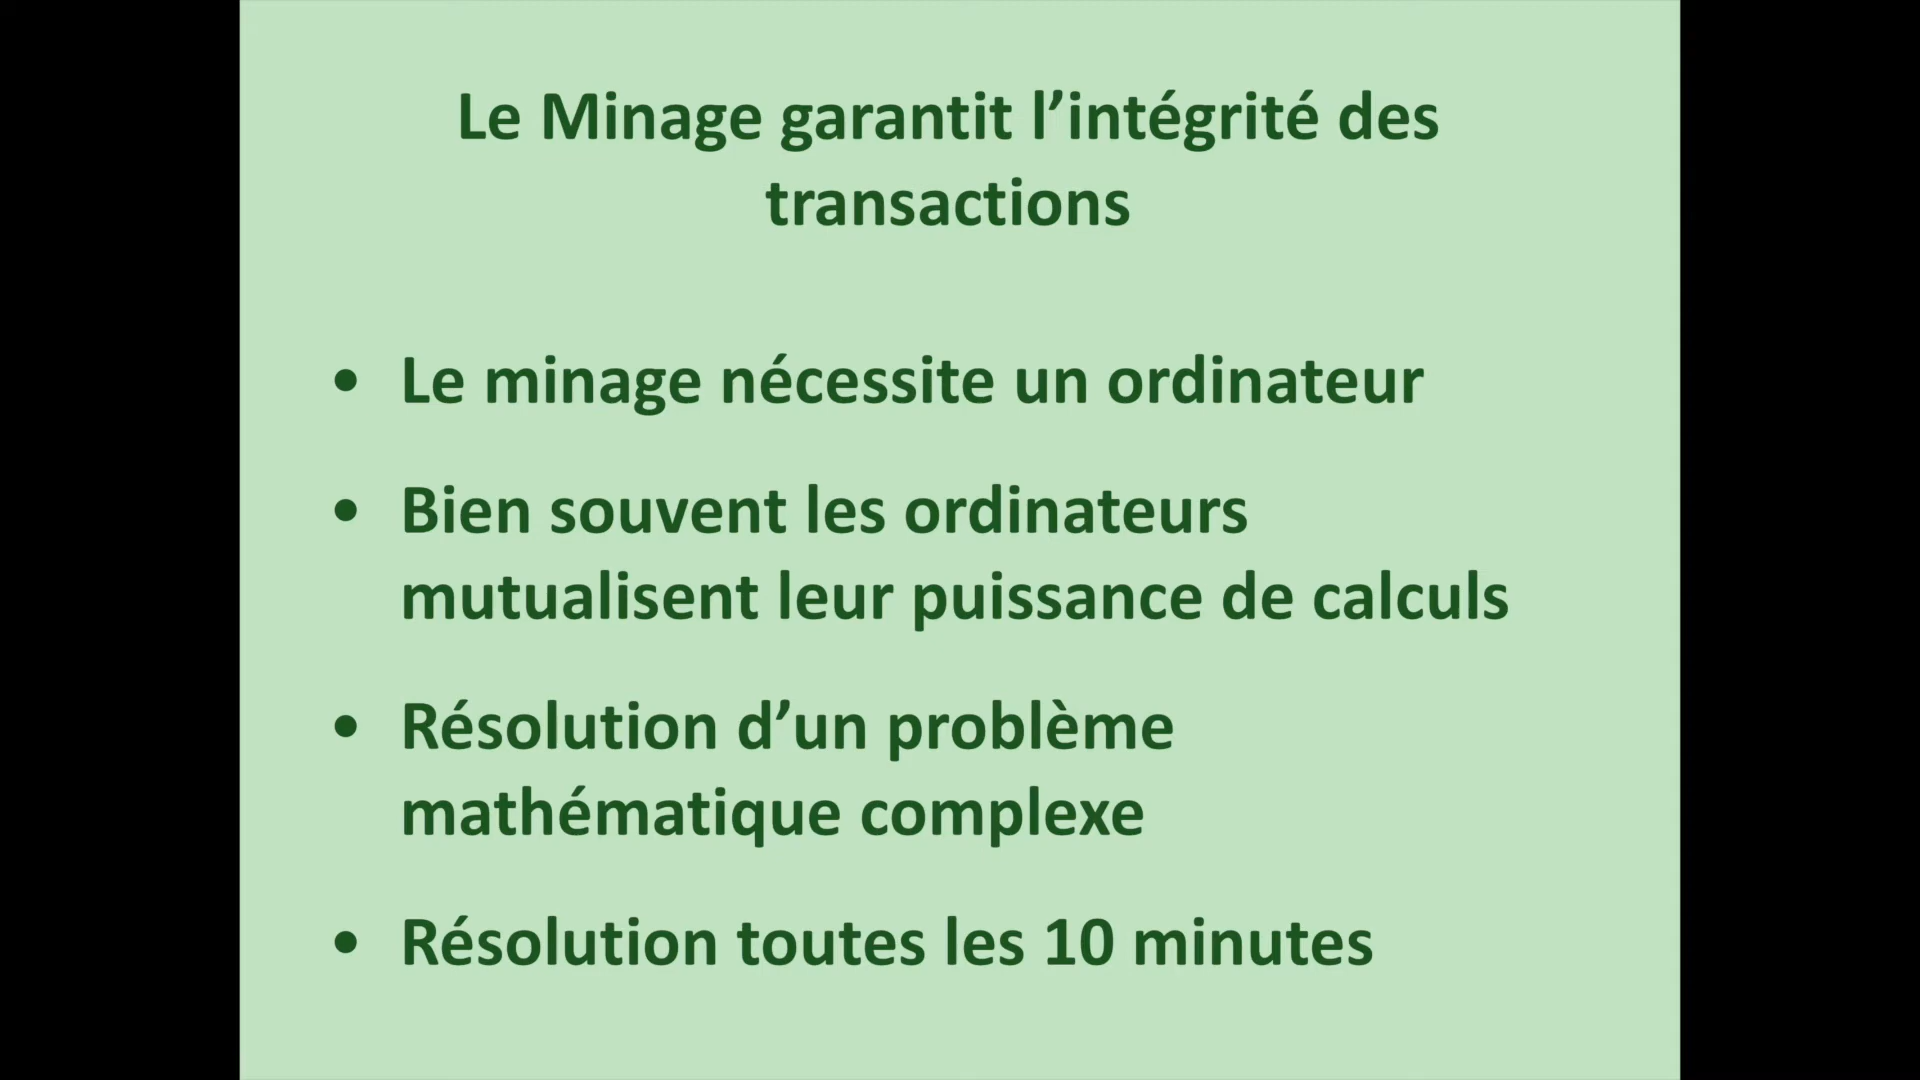 Le Minage garantit l’intégrité des
transactions
• Le minage nécessite un ordinateur
• Bien souvent les ordinateurs
mutualisent leur puissance de calculs
• Résolution d’un problème
mathématique complexe
• Résolution toutes les 10 minutes